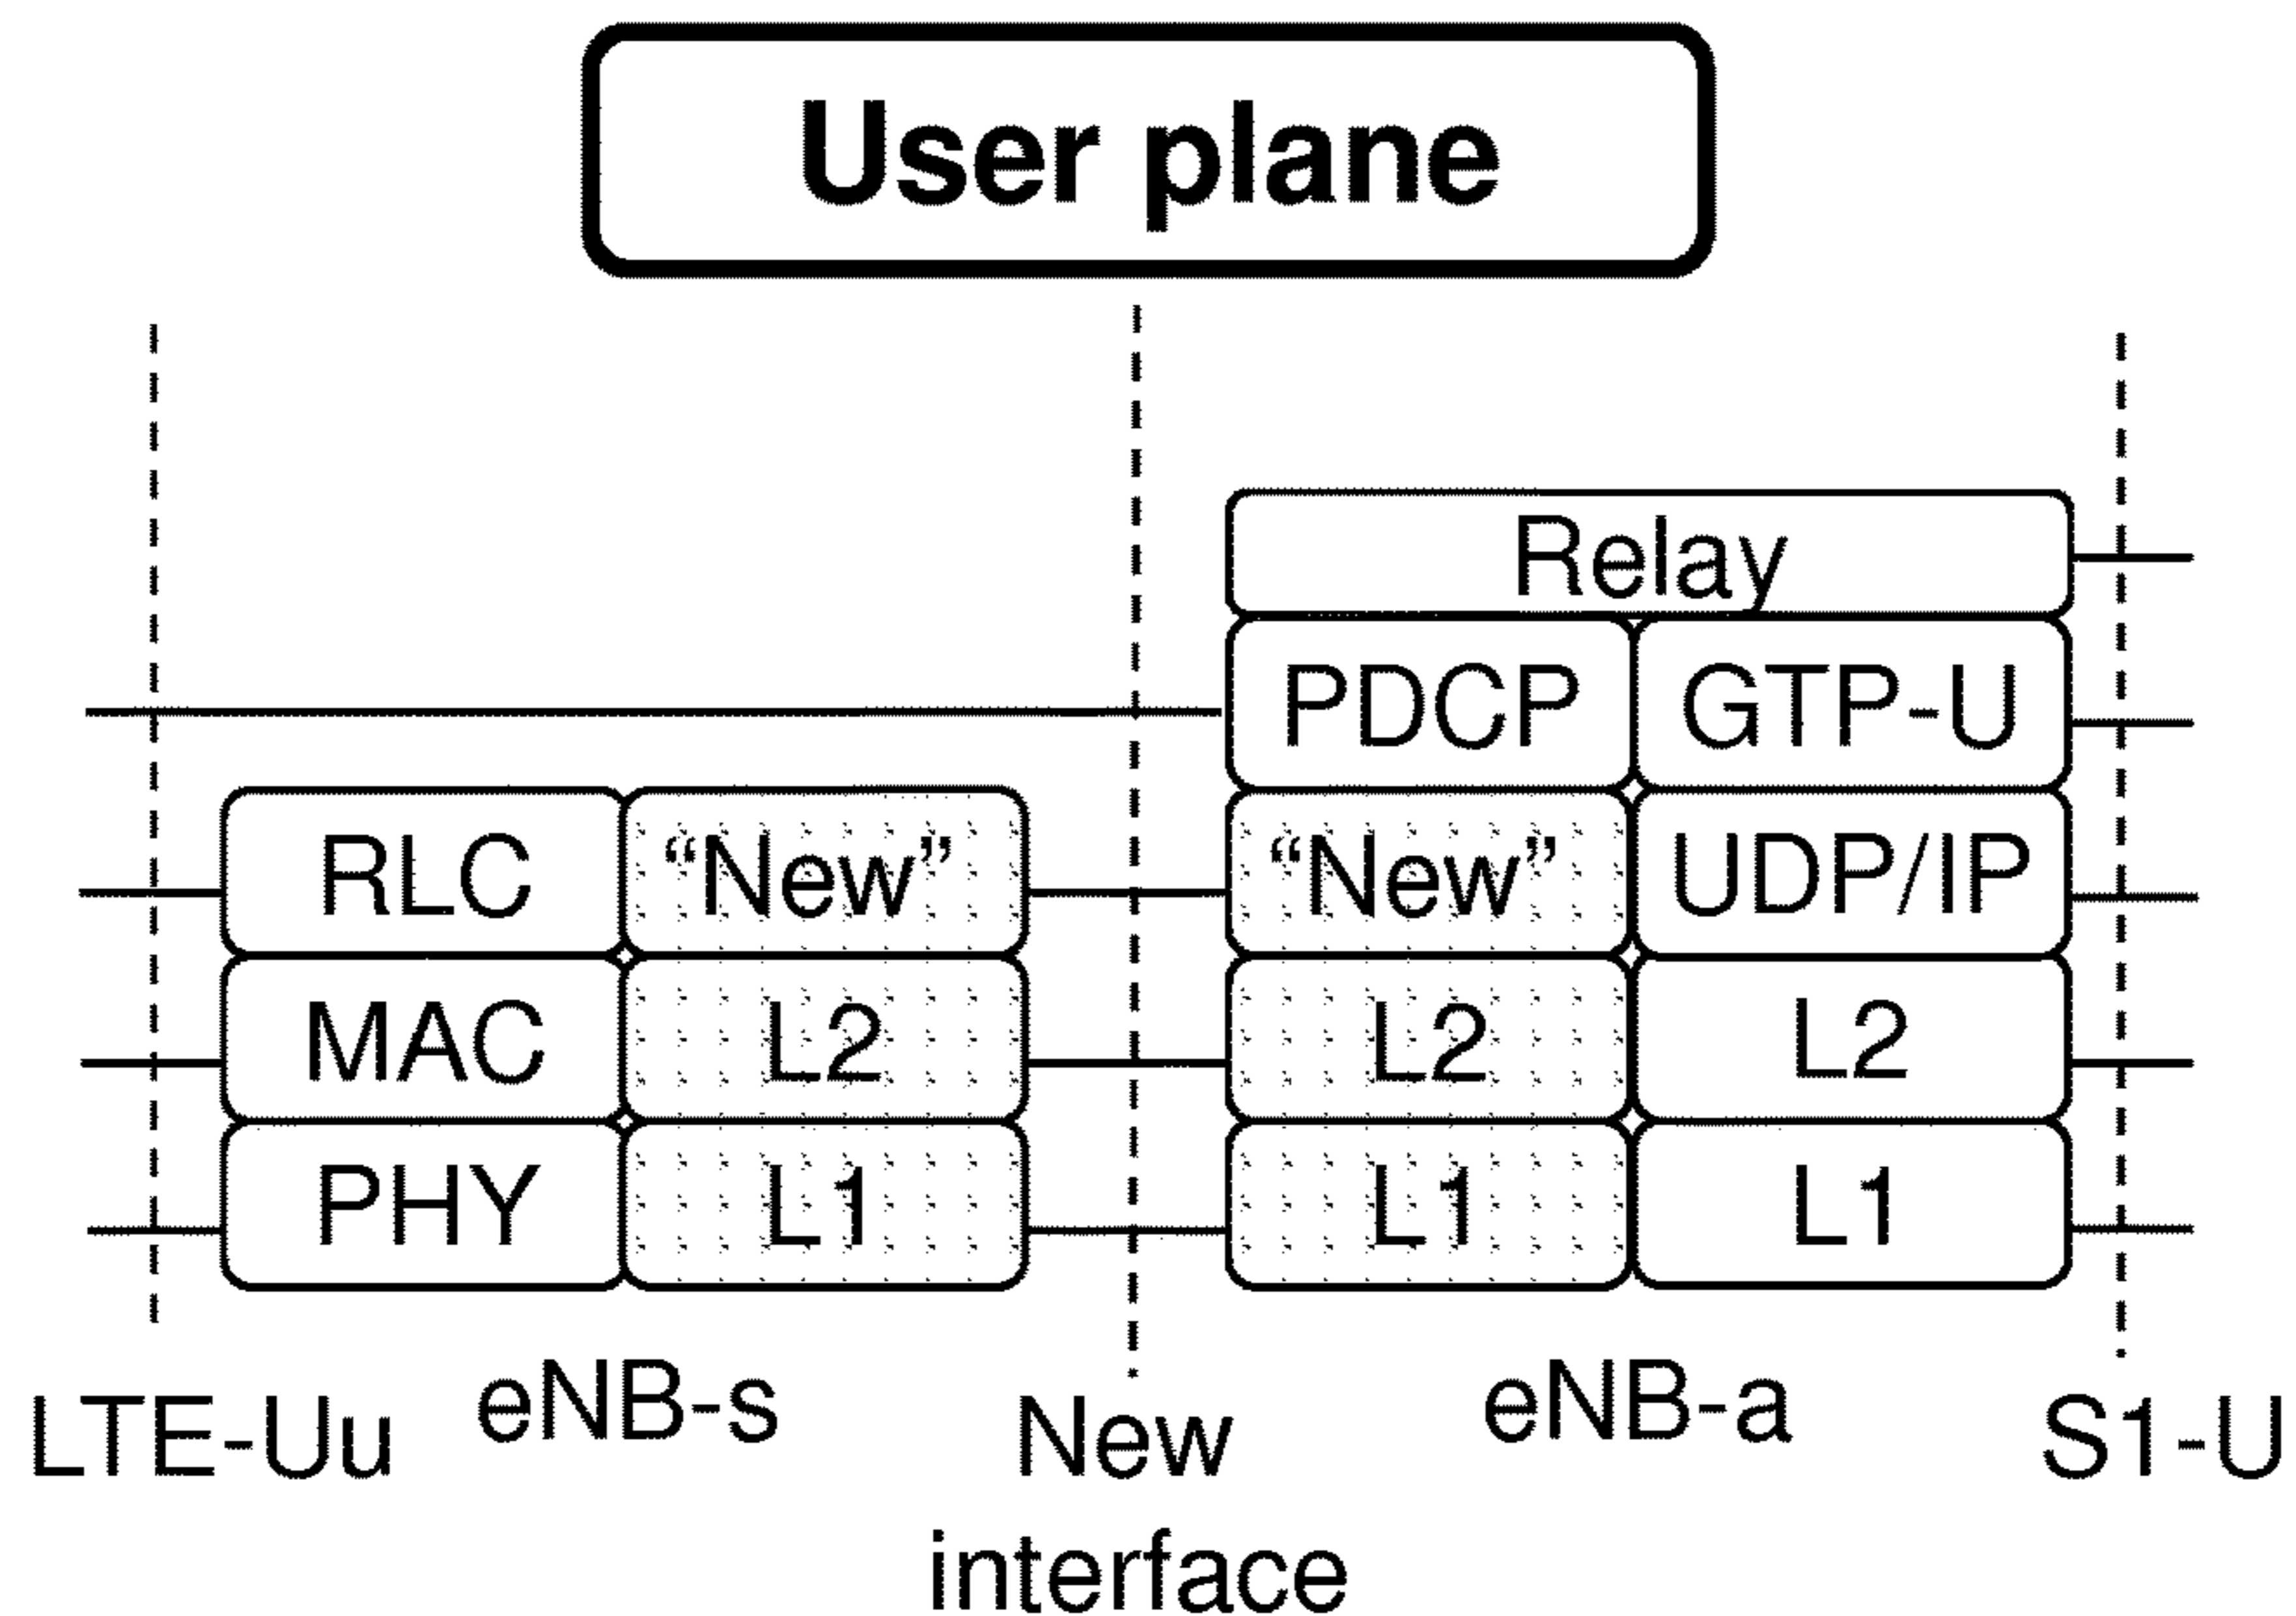 User plane
Relay
PDCP GTP-U
RLC “New” “New” UDP/IP
MAC L2 L2 L2
PHY L1 L1 L1
LTE-Uu eNB-s New eNB-a S1-U
interface